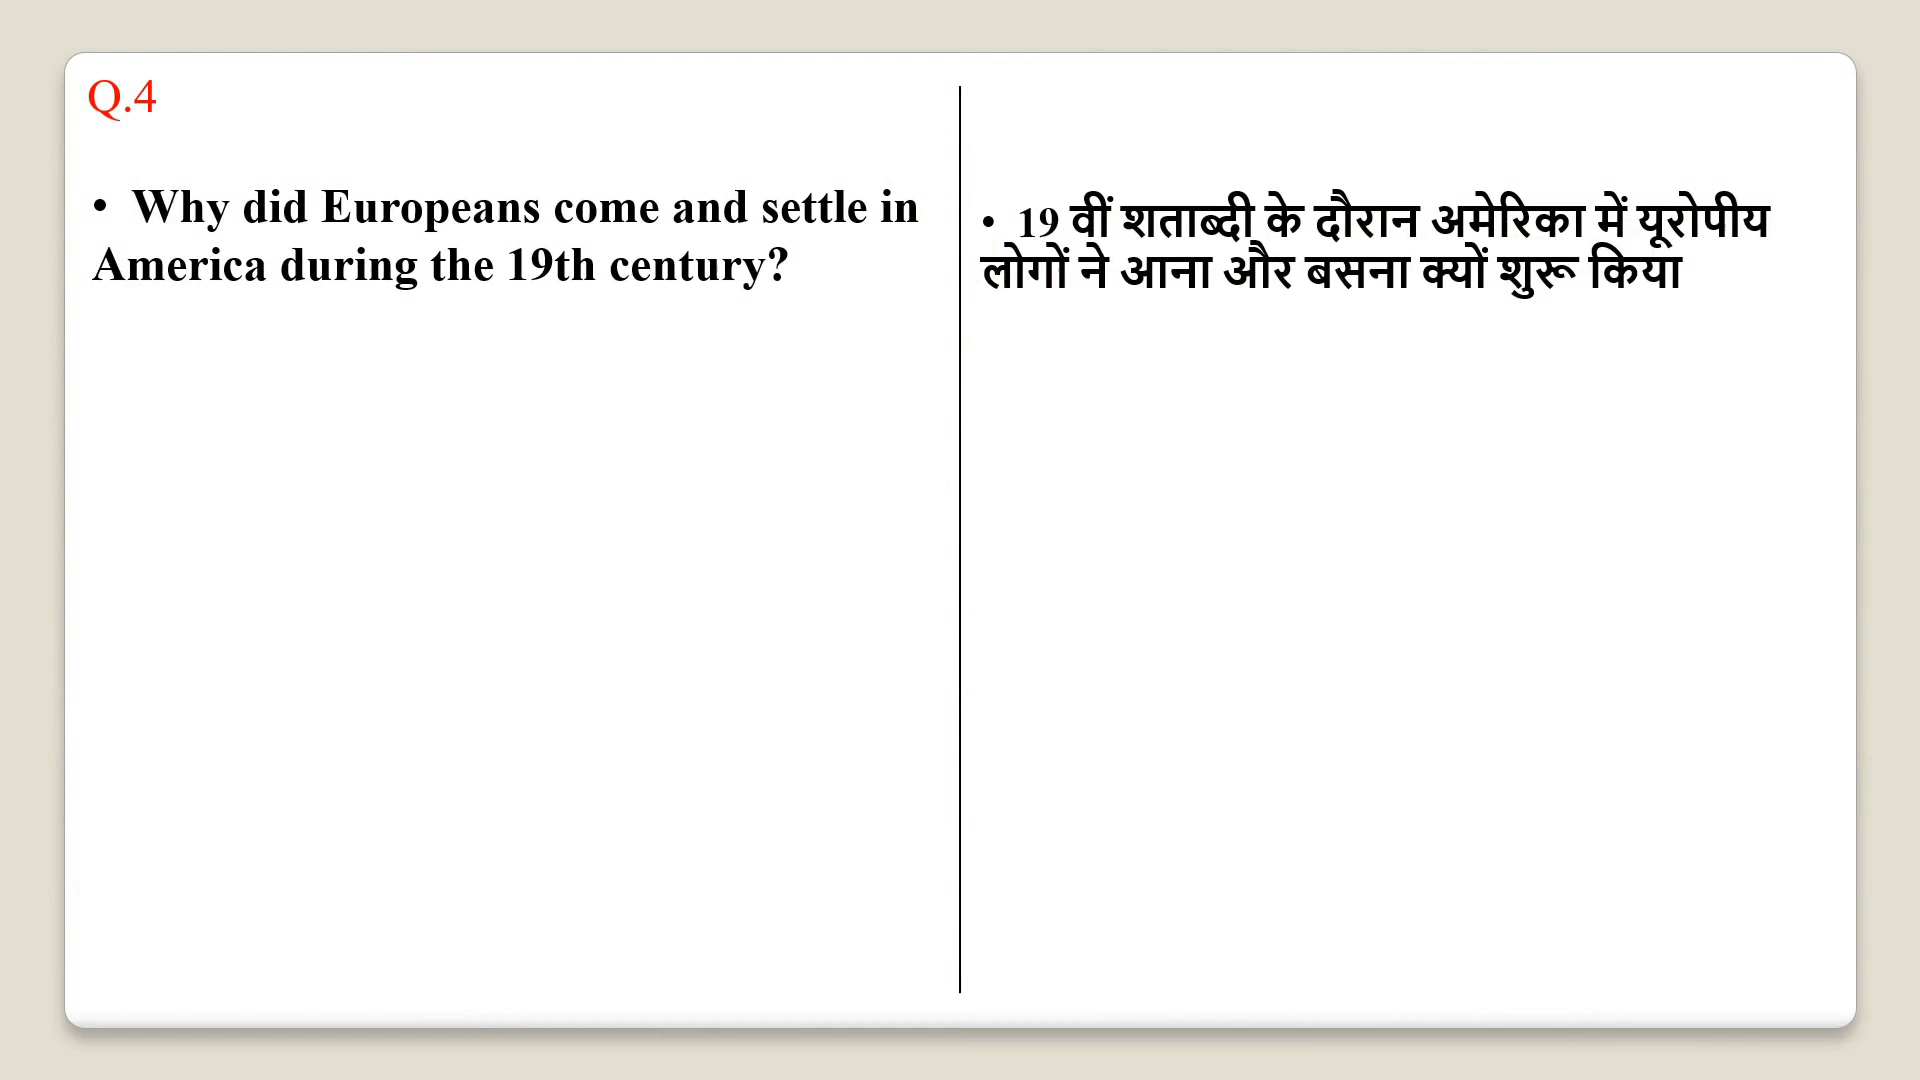 Q.4
• Why did Europeans come and settle in
America during the 19th century?
• 19 वीं शताब्दी के दौरान अमेरिका में यूरोपीय
लोगों ने आना और बसना क्यों शुरू किया